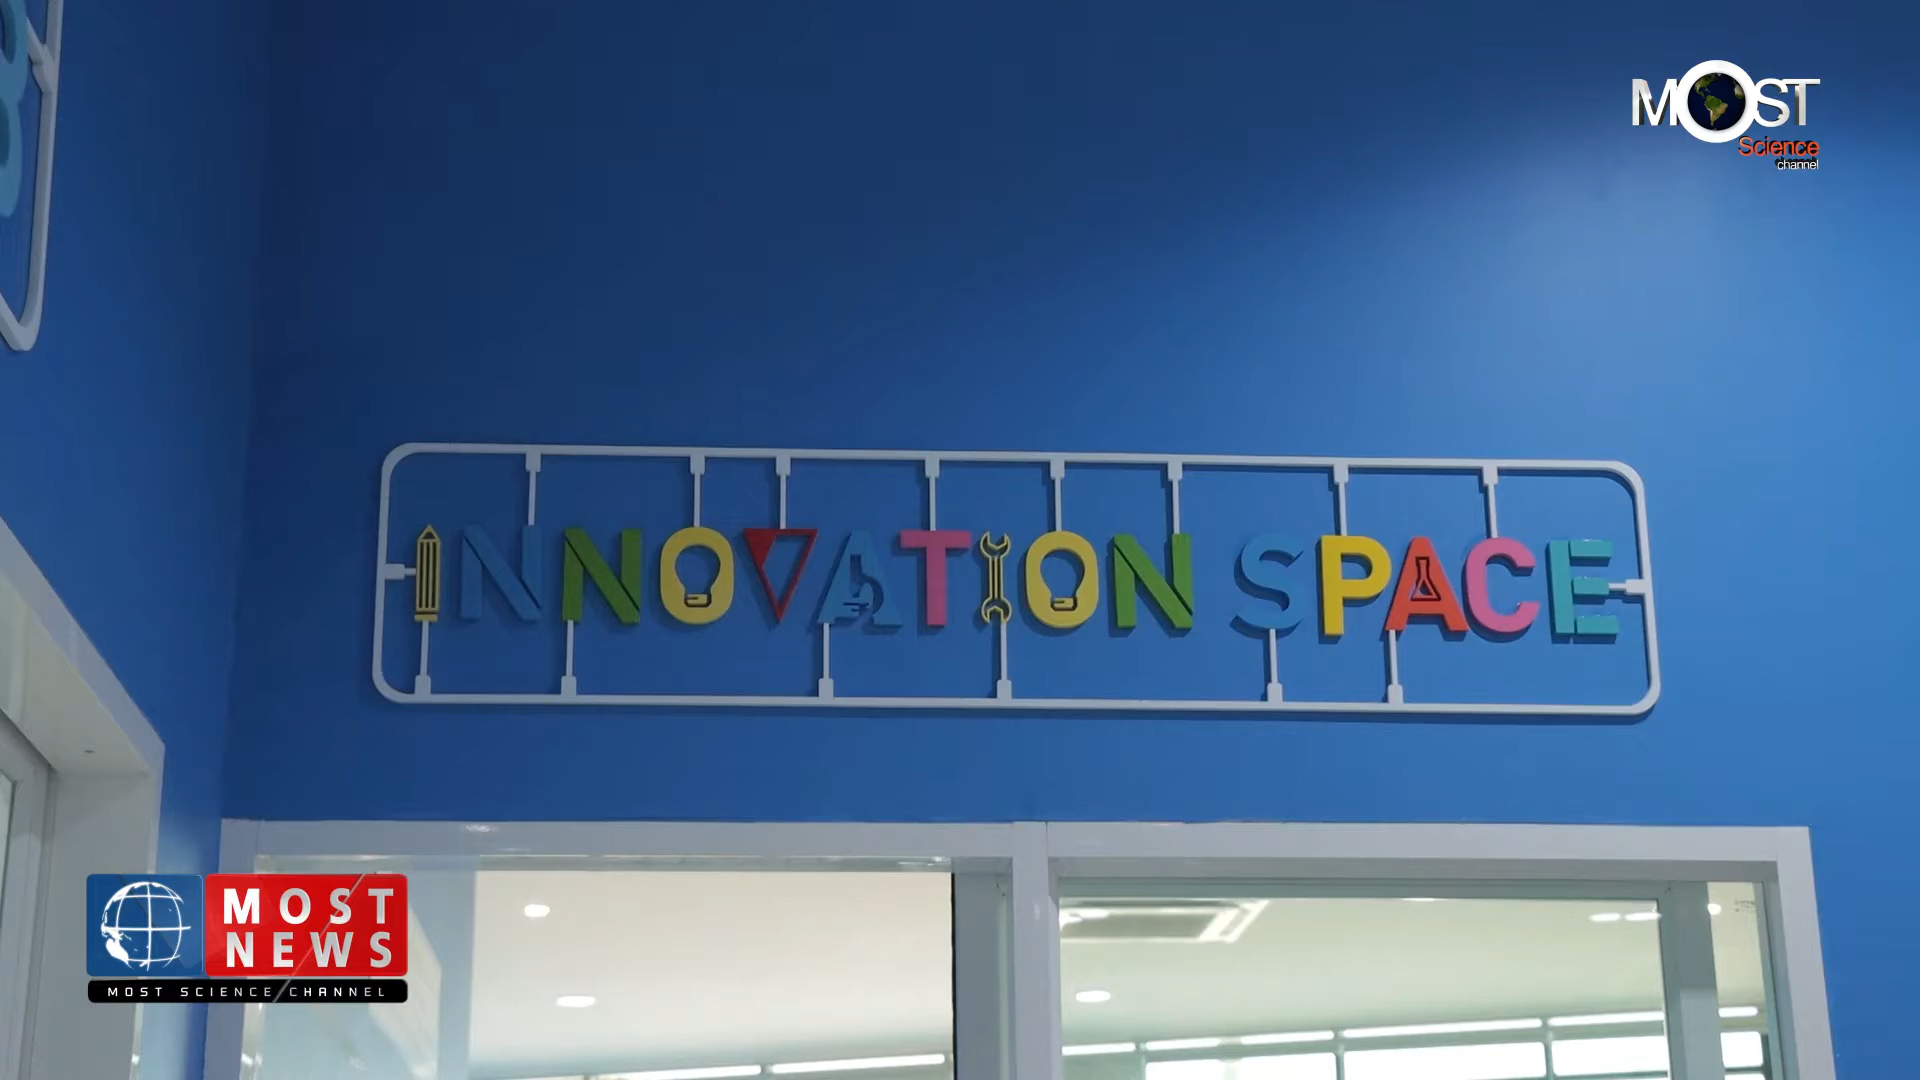 MOST
Science
channel
INNOVATION SPACE
MOST
NEWS
MOST SCIENCE CHANNEL